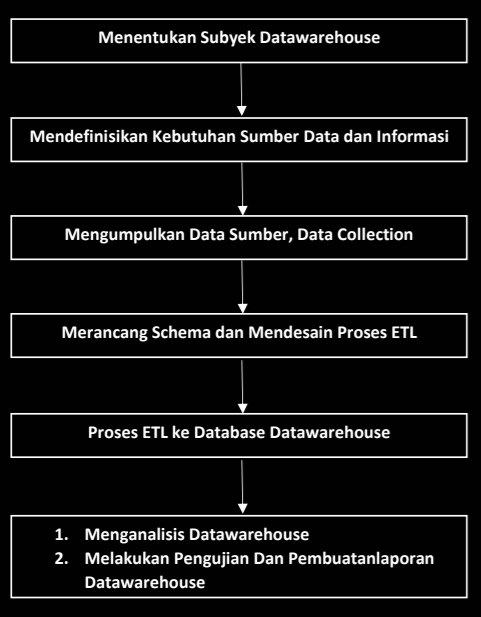 Menentukan Subyek Datawarehouse
Mendefinisikan Kebutuhan Sumber Data dan Informasi
Mengumpulkan Data Sumber, Data Collection
Merancang Schema dan Mendesain Proses ETL
Proses ETL ke Database Datawarehouse
1. Menganalisis Datawarehouse
2. Melakukan Pengujian Dan Pembuatanlaporan
Datawarehouse